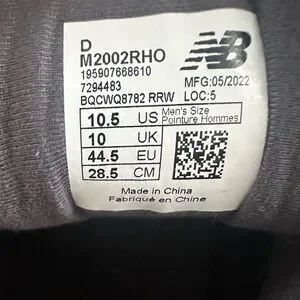 D
M2002RHO
195907668610
7294483
BQCWQ8782 RRW
NB
MFG:05/2022
LOC:5
10.5 US Men's Size
Pointure Hommes
10 UK
44.5 EU
28.5 CM
Made in China
Fabriqué en Chine